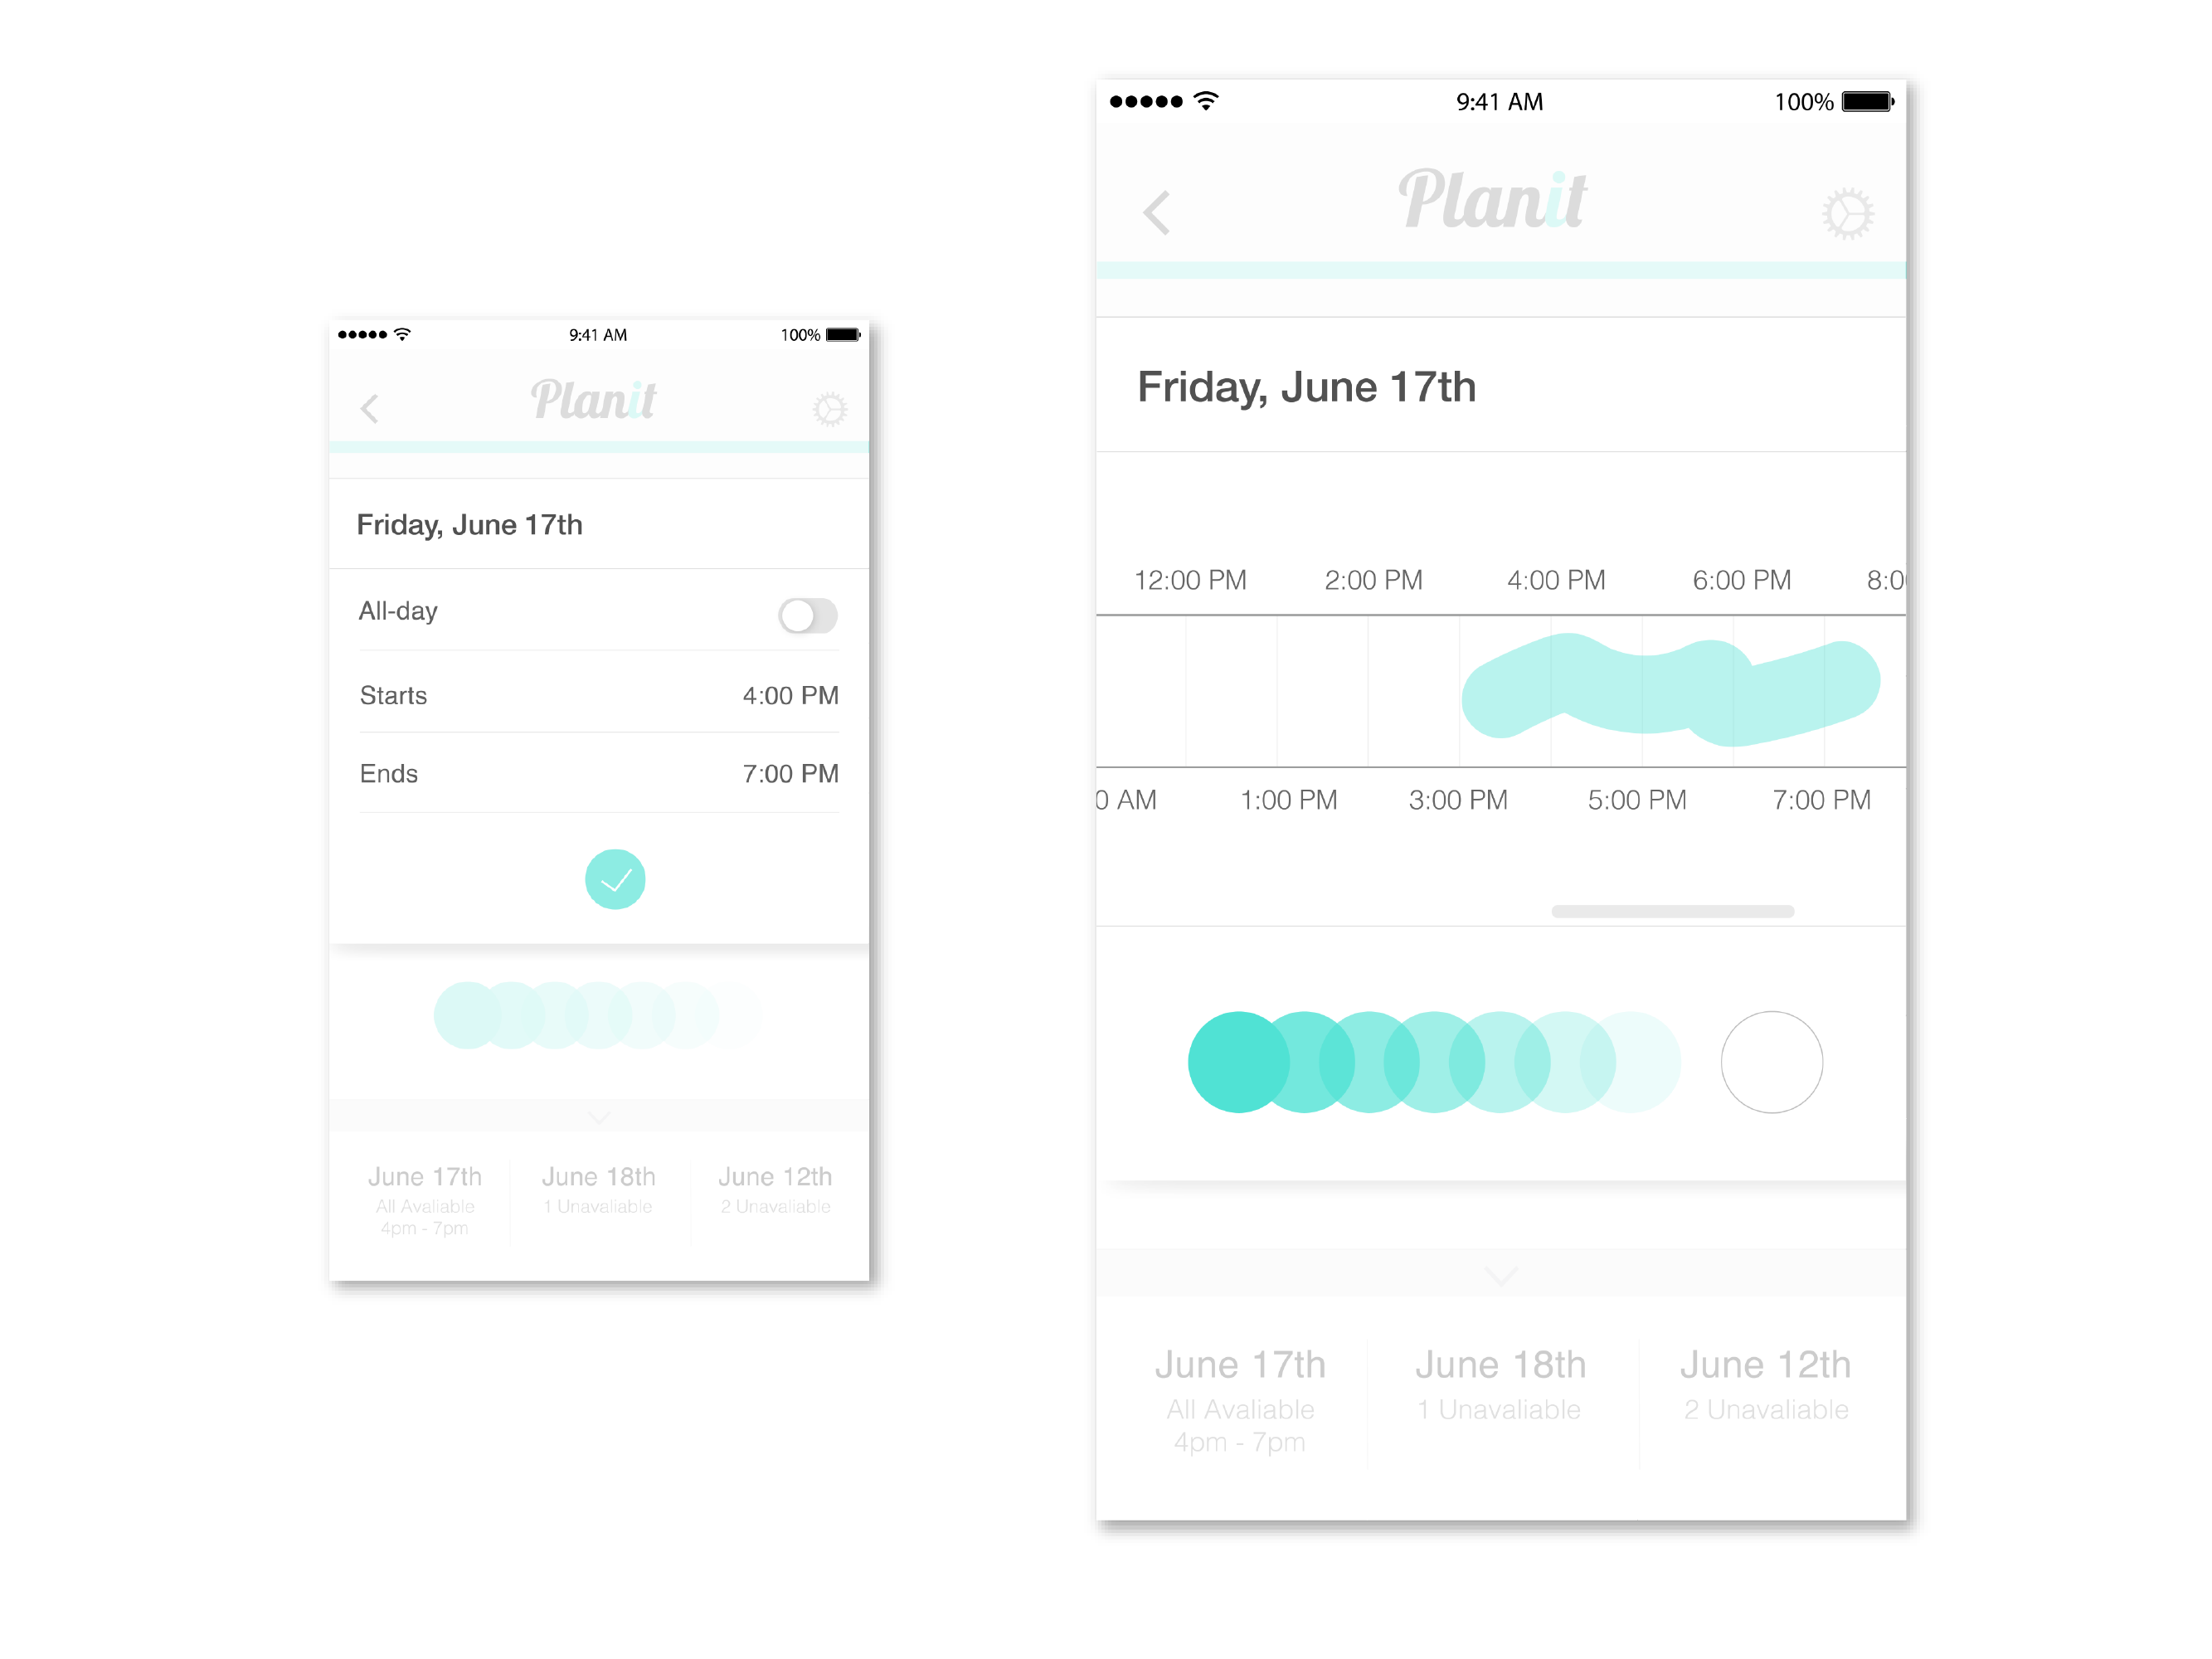 9:41 AM 100%
Planit
Friday, June 17th
All-day
Starts 4:00 PM
Ends 7:00 PM
June 17th June 18th June 12th
All Avaliable 1 Unavaliable 2 Unavaliable
4pm - 7pm
9:41 AM 100%
Planit
Friday, June 17th
12:00 PM 2:00 PM 4:00 PM 6:00 PM 8:0
0 AM 1:00 PM 3:00 PM 5:00 PM 7:00 PM
June 17th June 18th June 12th
All Avaliable 1 Unavaliable 2 Unavaliable
4pm - 7pm